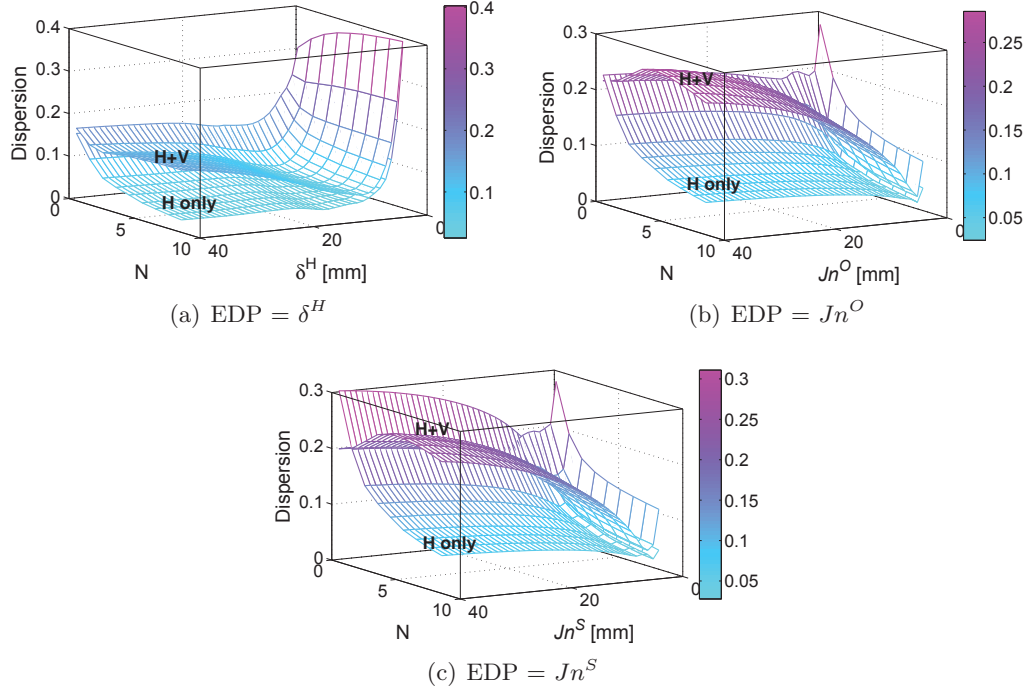 0.4
0.3
0.2
0.1
0
Dispersion
0
5
10
N
40
20
0
δ^H [mm]
H+V
H only
0.4
0.3
0.2
0.1
(a) EDP = δ^H
0.3
0.2
0.1
0
Dispersion
0
5
10
N
40
20
0
Jn^O [mm]
H+V
H only
0.25
0.2
0.15
0.1
0.05
(b) EDP = Jn^O
0.3
0.2
0.1
0
Dispersion
0
5
10
N
40
20
0
Jn^S [mm]
H+V
H only
0.3
0.25
0.2
0.15
0.1
0.05
(c) EDP = Jn^S